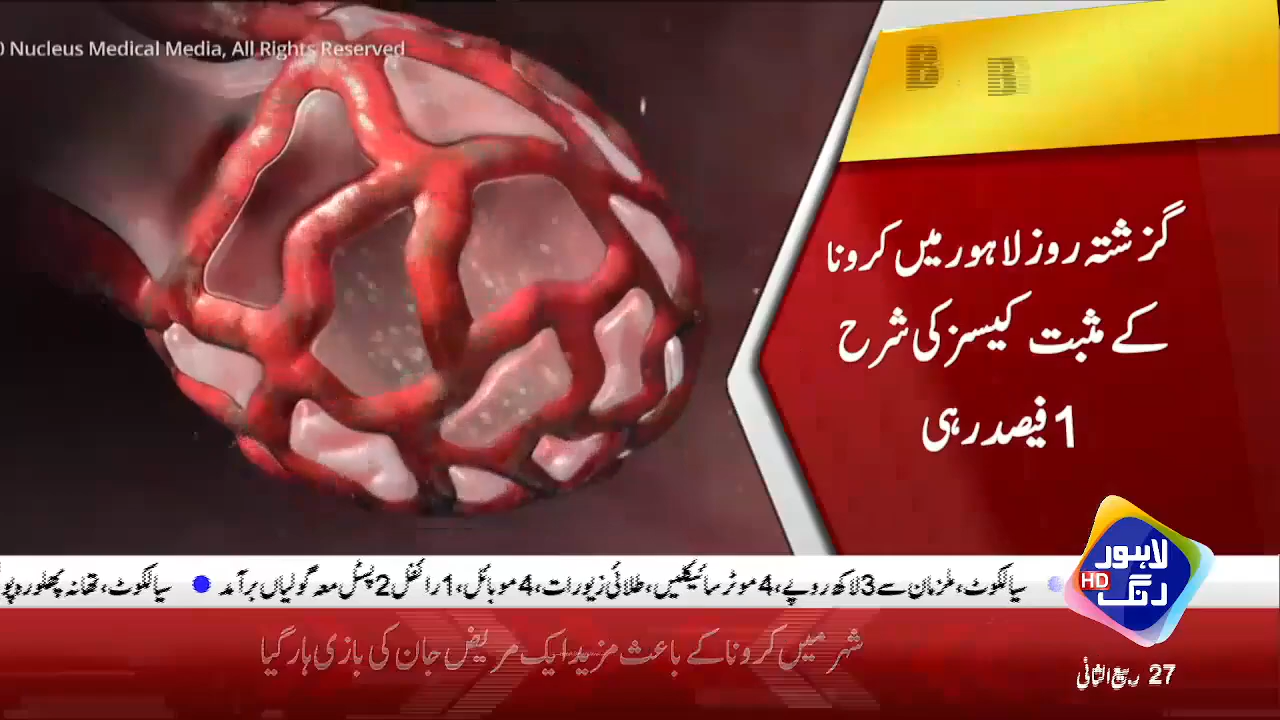 Nucleus Medical Media, All Rights Reserved
B B
گزشتہ روز لاہور میں کرونا
کے مثبت کیسز کی شرح
1 فیصد رہی
لاہور
HD
رنگ
سیالکوٹ، ملزمان سے 3 لاکھ روپے، 4 موٹر سائیکلیں، طلائی زیورات، 4 موبائل، 1 رائفل 2 پسٹل معہ گولیاں برآمد
سیالکوٹ، تھانہ پھلورہ پو
شہر میں کرونا کے باعث مزید ایک مریض جان کی بازی ہار گیا
27 ربیع الثانی